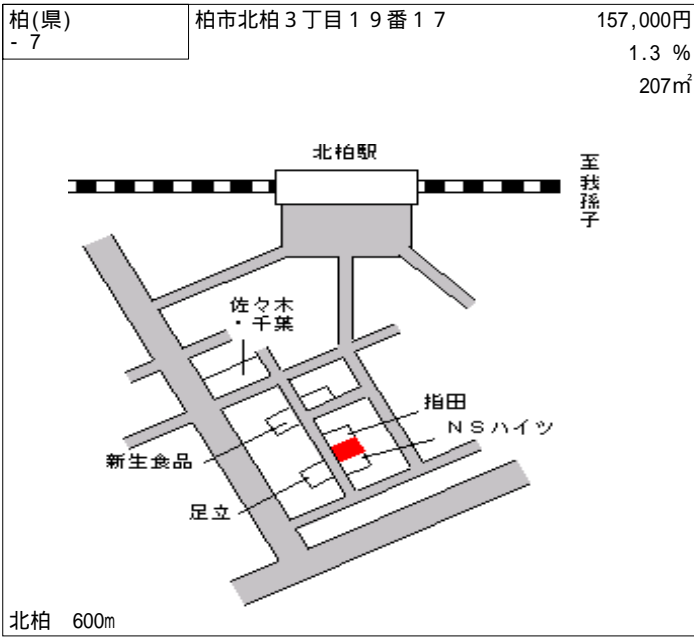 柏(県)
- 7
柏市北柏３丁目１９番１７
157,000円
1.3 %
207㎡
北柏駅
至我孫子
佐々木
・千葉
指田
ＮＳハイツ
新生食品
足立
北柏 600m